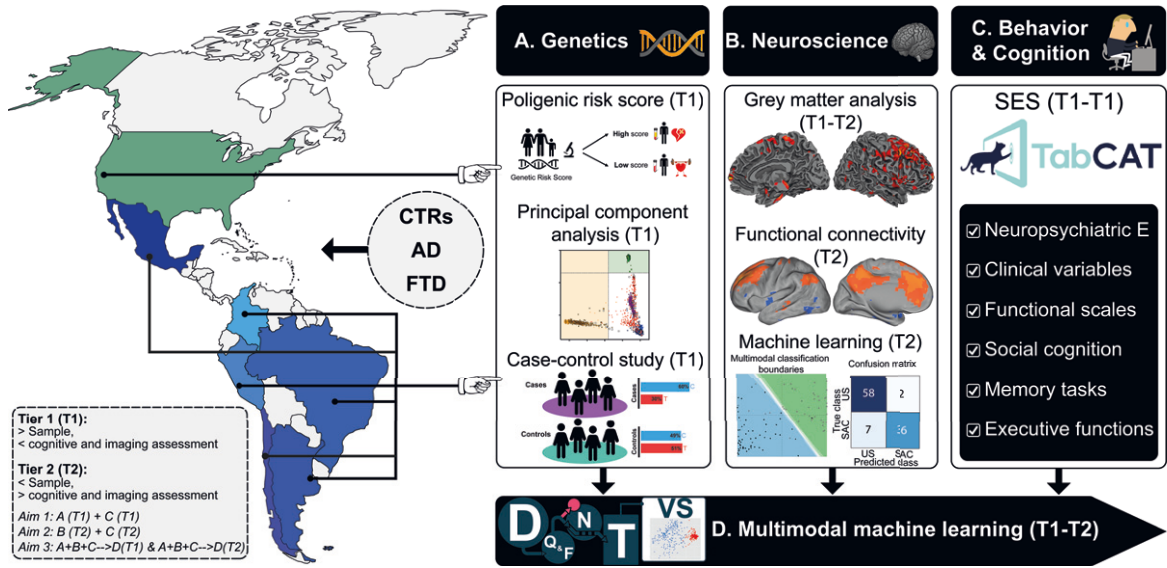 CTRs
AD
FTD
Tier 1 (T1):
> Sample,
< cognitive and imaging assessment
Tier 2 (T2):
< Sample,
> cognitive and imaging assessment
Aim 1: A (T1) + C (T1)
Aim 2: B (T2) + C (T2)
Aim 3: A+B+C-->D(T1) & A+B+C-->D(T2)
A. Genetics
Poligenic risk score (T1)
High score
Low score
Genetic Risk Score
Principal component
analysis (T1)
Case-control study (T1)
Cases
Cases
C
T
Controls
Controls
C
T
B. Neuroscience
Grey matter analysis
(T1-T2)
Functional connectivity
(T2)
Machine learning (T2)
Multimodal classification
boundaries
Confusion matrix
True class
US
SAC
58
2
7
36
US
SAC
Predicted class
C. Behavior
& Cognition
SES (T1-T1)
TabCAT
Neuropsychiatric E
Clinical variables
Functional scales
Social cognition
Memory tasks
Executive functions
D
Q & F
N
T
VS
D. Multimodal machine learning (T1-T2)